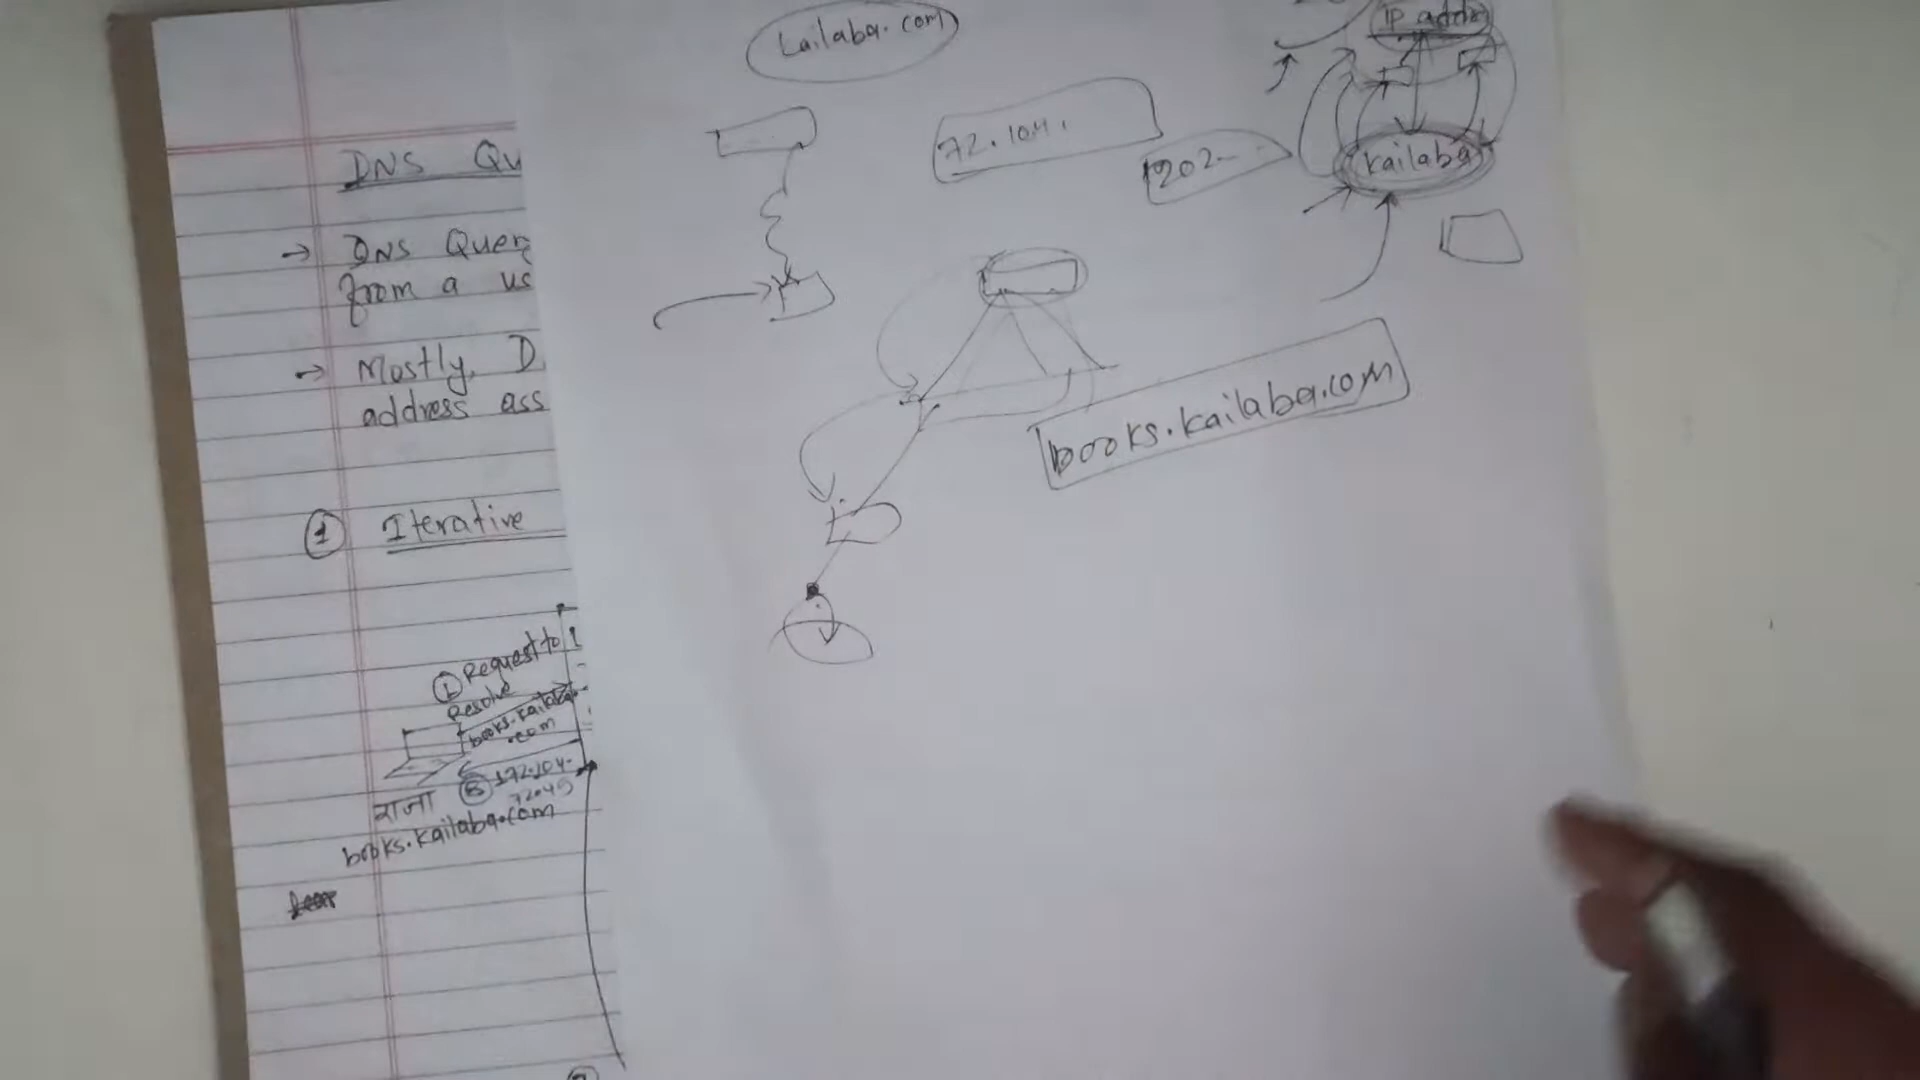 DNS Qu
→ DNS Quer
from a us
→ Mostly, D
address ass
① Iterative
① Request to
Resolve
books.kailaba
.com
⑧ 172.104.
राजा
books.kailaba.com
kailaba.com
72.104.
202...
IP addr
kailaba
books.kailaba.com